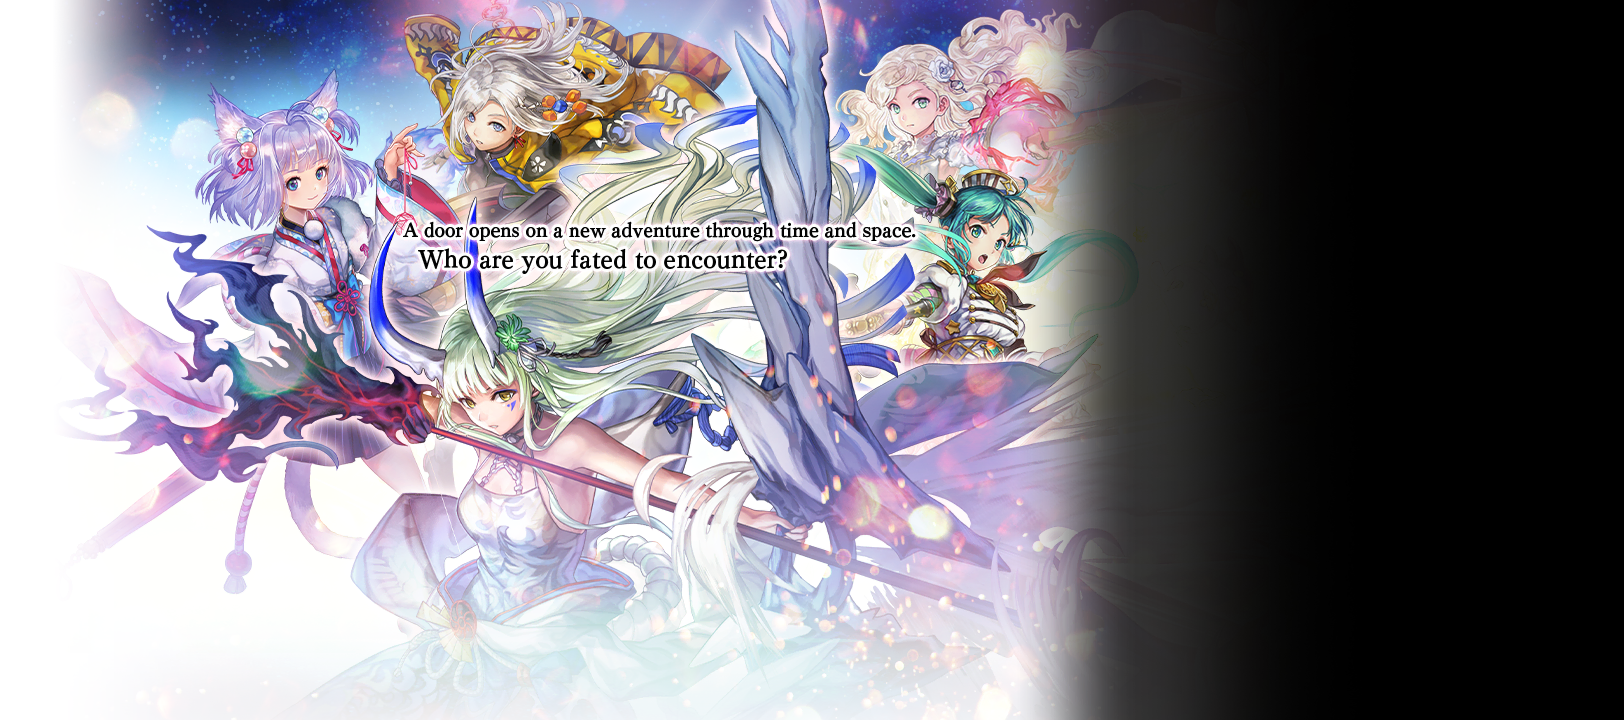 A door opens on a new adventure through time and space.
Who are you fated to encounter?